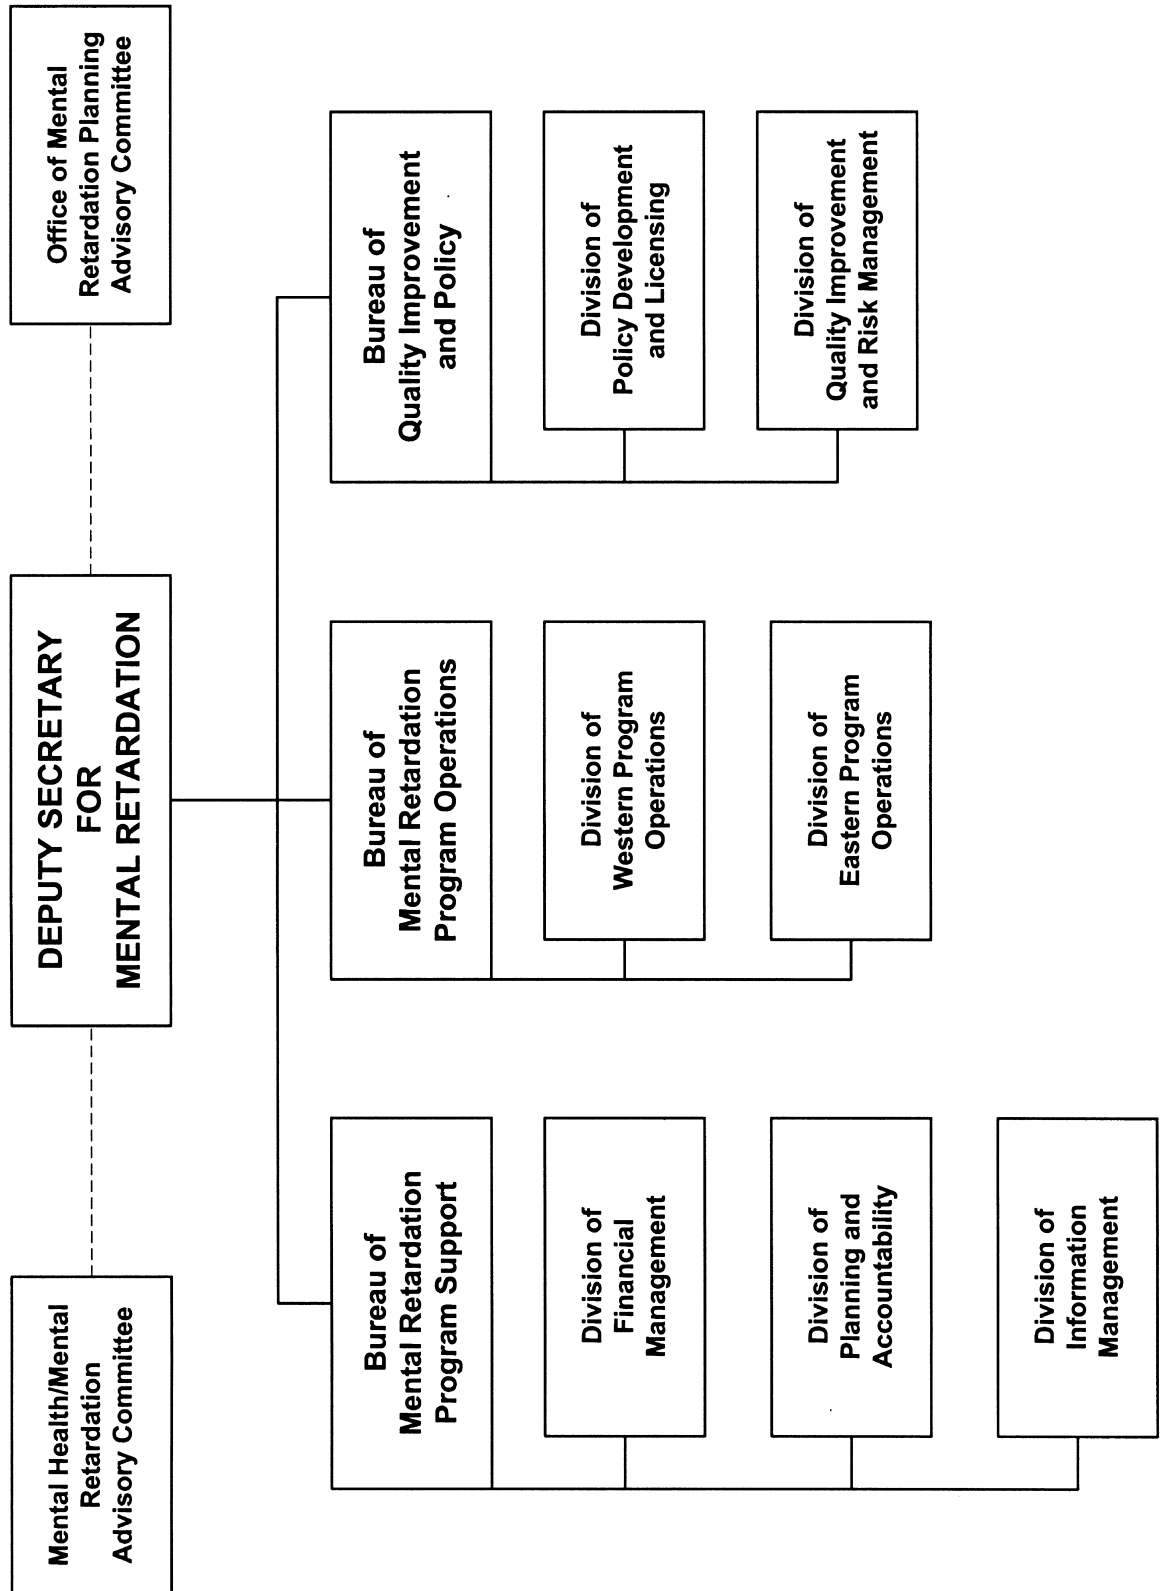 Mental Health/Mental
Retardation
Advisory Committee
DEPUTY SECRETARY
FOR
MENTAL RETARDATION
Office of Mental
Retardation Planning
Advisory Committee
Bureau of
Mental Retardation
Program Support
Division of
Financial
Management
Division of
Planning and
Accountability
Division of
Information
Management
Bureau of
Mental Retardation
Program Operations
Division of
Western Program
Operations
Division of
Eastern Program
Operations
Bureau of
Quality Improvement
and Policy
Division of
Policy Development
and Licensing
Division of
Quality Improvement
and Risk Management